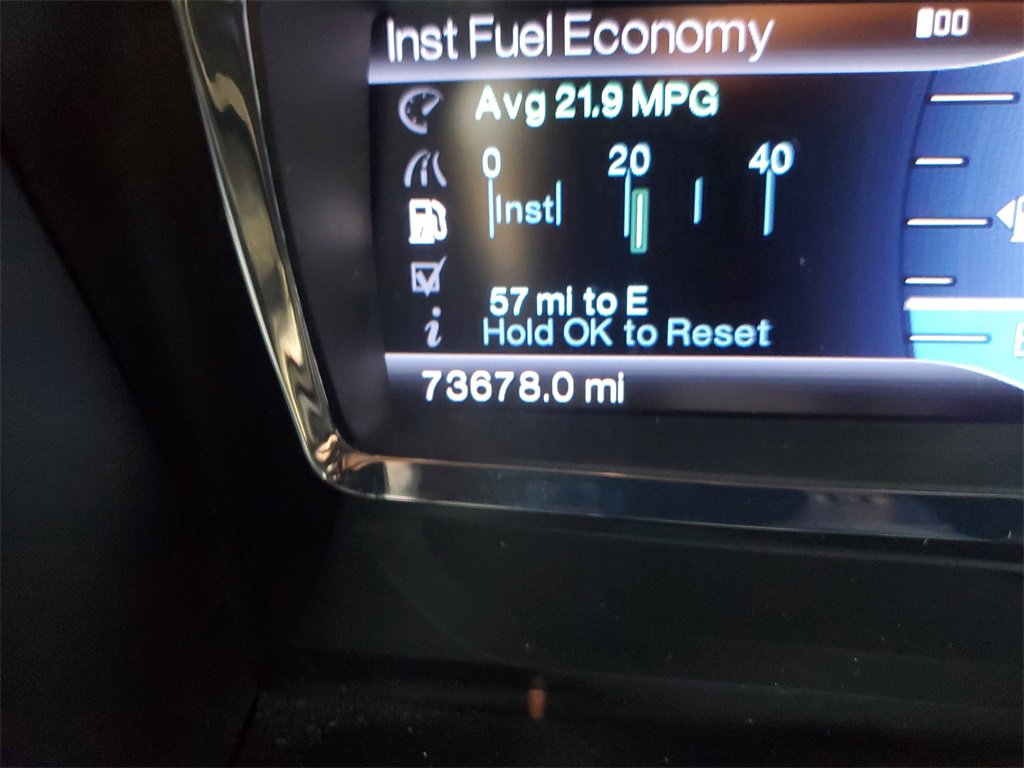 Inst Fuel Economy
Avg 21.9 MPG
0 20 40
Inst
57 mi to E
Hold OK to Reset
73678.0 mi